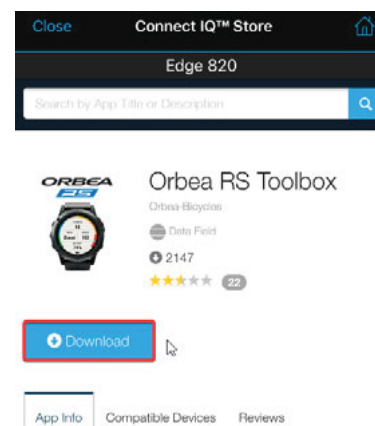 Close Connect IQ™ Store
Edge 820
Search by App Title or Description
ORBEA
RS
Orbea RS Toolbox
Orbea-Bicycles
Data Field
2147
22
Download
App Info Compatible Devices Reviews